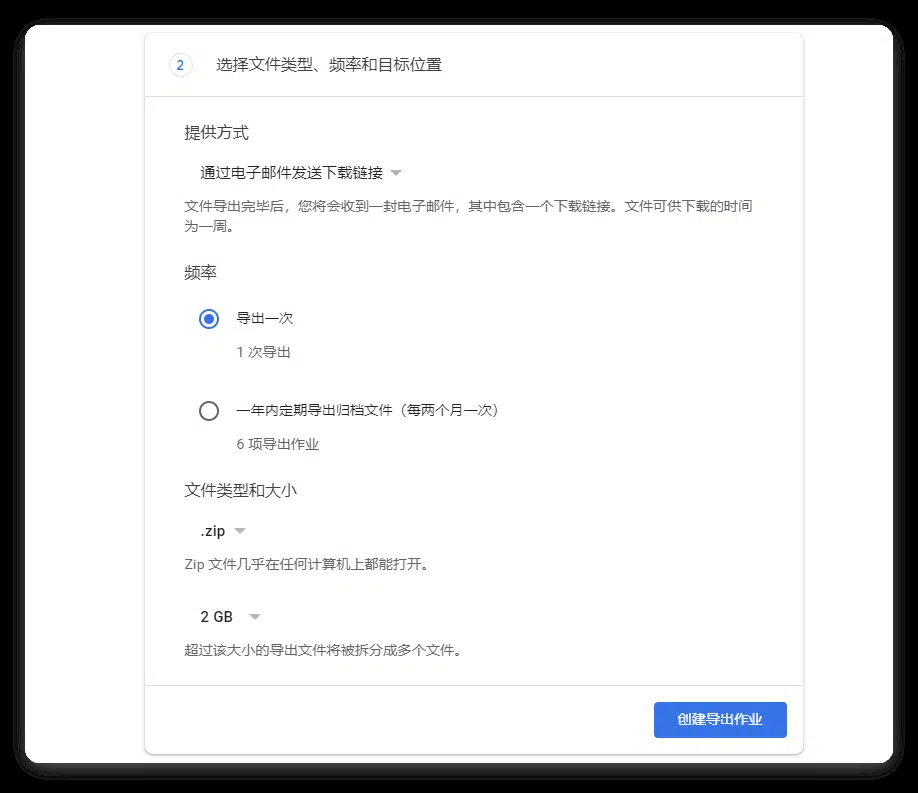 2
选择文件类型、频率和目标位置
提供方式
通过电子邮件发送下载链接
文件导出完毕后，您将会收到一封电子邮件，其中包含一个下载链接。文件可供下载的时间
为一周。
频率
导出一次
1 次导出
一年内定期导出归档文件（每两个月一次）
6 项导出作业
文件类型和大小
.zip
Zip 文件几乎在任何计算机上都能打开。
2 GB
超过该大小的导出文件将被拆分成多个文件。
创建导出作业